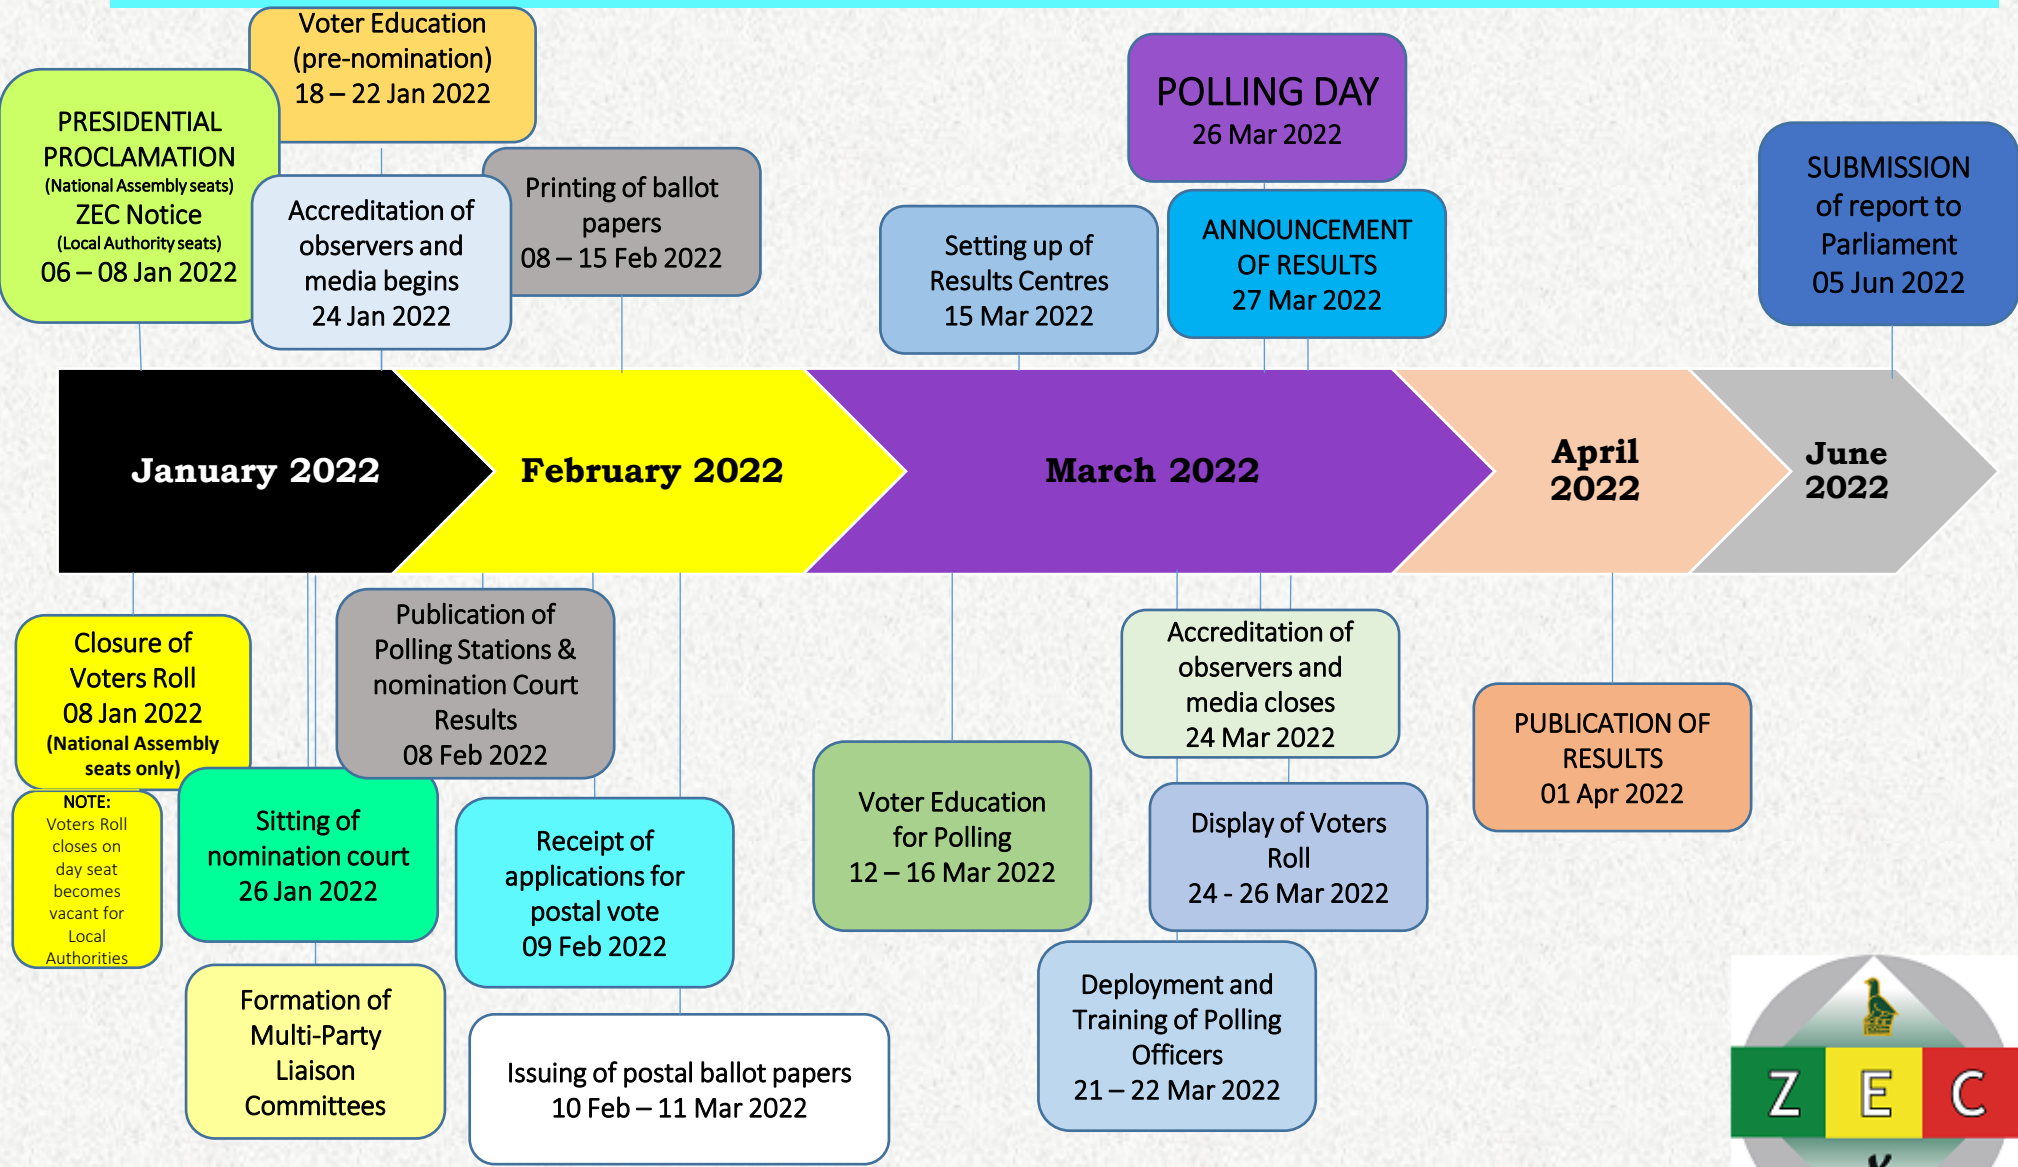 Voter Education
(pre-nomination)
18 – 22 Jan 2022
PRESIDENTIAL
PROCLAMATION
(National Assembly seats)
ZEC Notice
(Local Authority seats)
06 – 08 Jan 2022
Accreditation of
observers and
media begins
24 Jan 2022
Printing of ballot
papers
08 – 15 Feb 2022
Setting up of
Results Centres
15 Mar 2022
POLLING DAY
26 Mar 2022
ANNOUNCEMENT
OF RESULTS
27 Mar 2022
SUBMISSION
of report to
Parliament
05 Jun 2022
January 2022
February 2022
March 2022
April
2022
June
2022
Closure of
Voters Roll
08 Jan 2022
(National Assembly
seats only)
NOTE:
Voters Roll
closes on
day seat
becomes
vacant for
Local
Authorities
Sitting of
nomination court
26 Jan 2022
Formation of
Multi-Party
Liaison
Committees
Publication of
Polling Stations &
nomination Court
Results
08 Feb 2022
Receipt of
applications for
postal vote
09 Feb 2022
Issuing of postal ballot papers
10 Feb – 11 Mar 2022
Voter Education
for Polling
12 – 16 Mar 2022
Accreditation of
observers and
media closes
24 Mar 2022
Display of Voters
Roll
24 - 26 Mar 2022
Deployment and
Training of Polling
Officers
21 – 22 Mar 2022
PUBLICATION OF
RESULTS
01 Apr 2022
Z E C